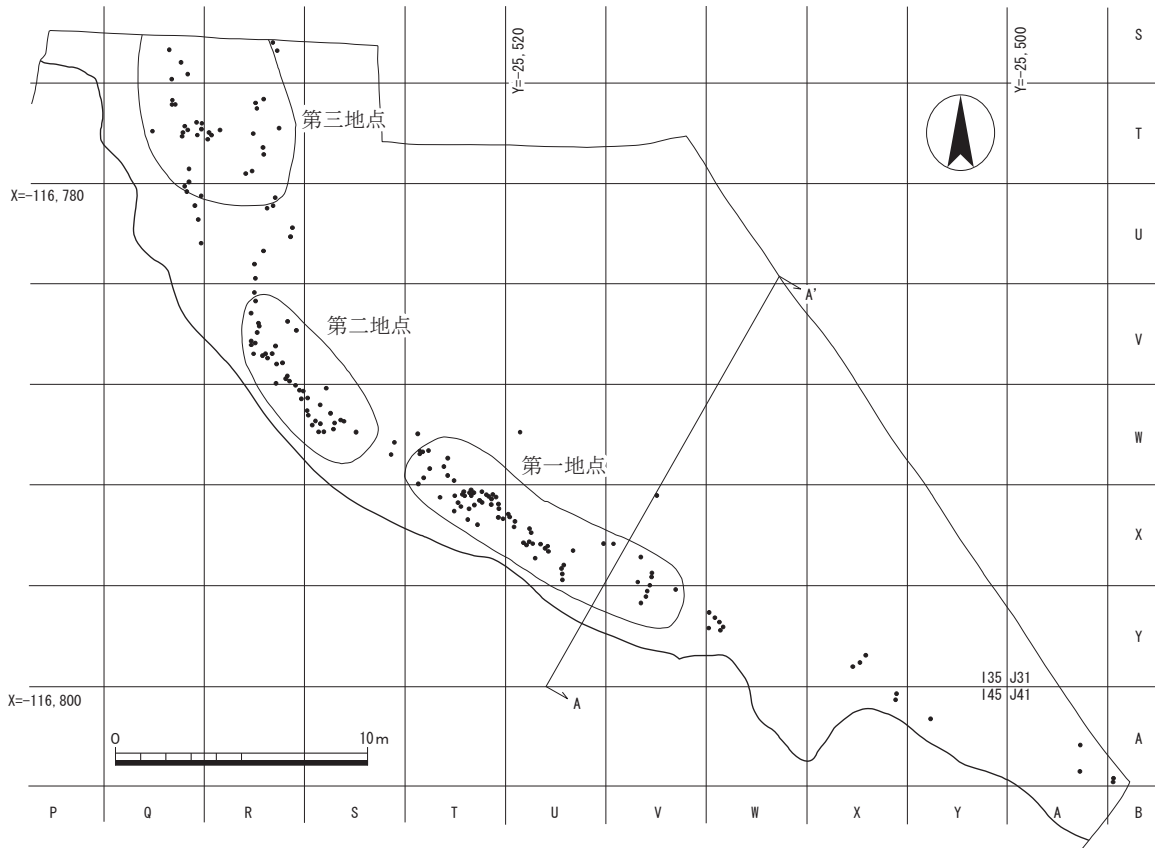 S
Y=-25,520
Y=-25,500
第三地点
T
X=-116,780
U
A'
第二地点
V
W
第一地点
X
Y
I35 J31
I45 J41
X=-116,800
A
0 10m
A
P Q R S T U V W X Y A B